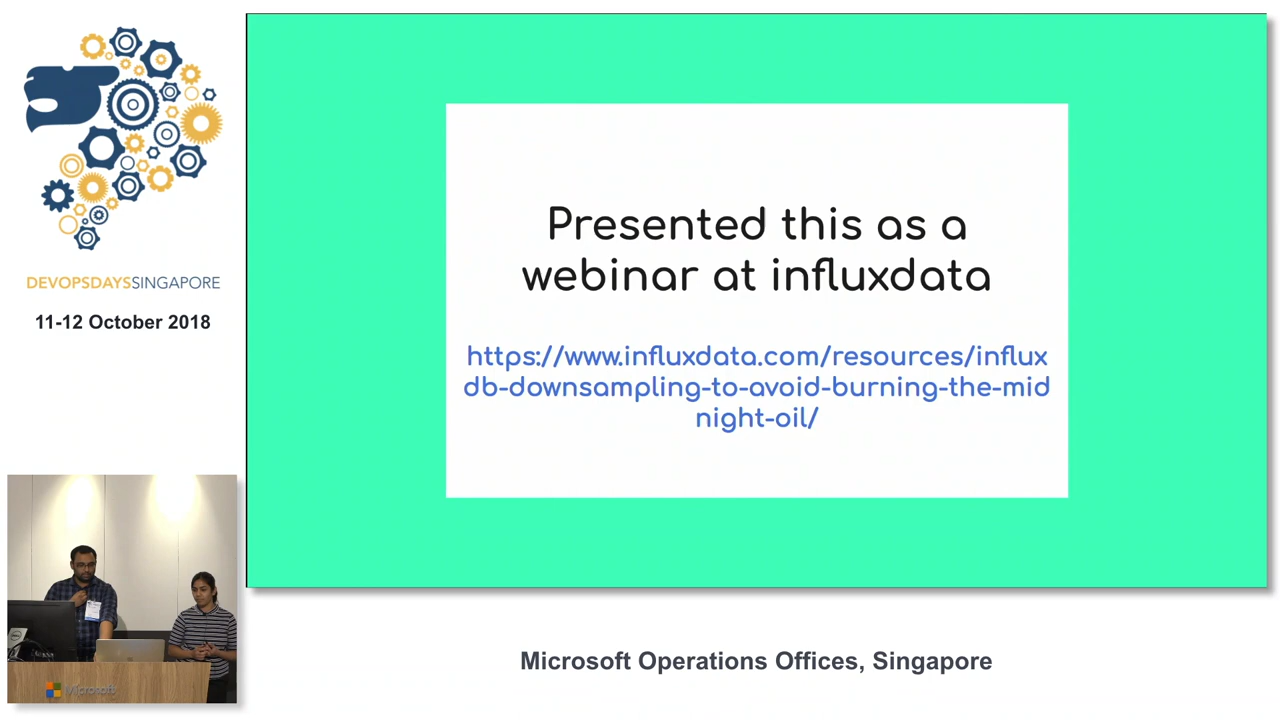 DEVOPSDAYSSINGAPORE
11-12 October 2018
Presented this as a
webinar at influxdata
https://www.influxdata.com/resources/influx
db-downsampling-to-avoid-burning-the-mid
night-oil/
Microsoft
Microsoft Operations Offices, Singapore